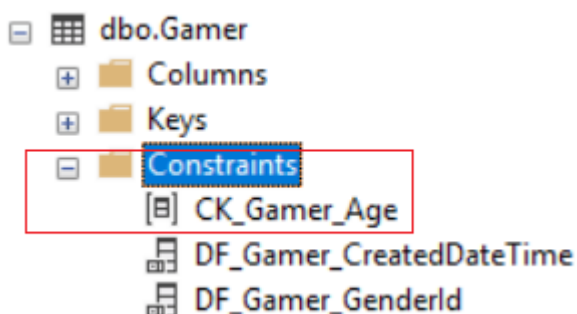 dbo.Gamer
Columns
Keys
Constraints
CK_Gamer_Age
DF_Gamer_CreatedDateTime
DF_Gamer_GenderId